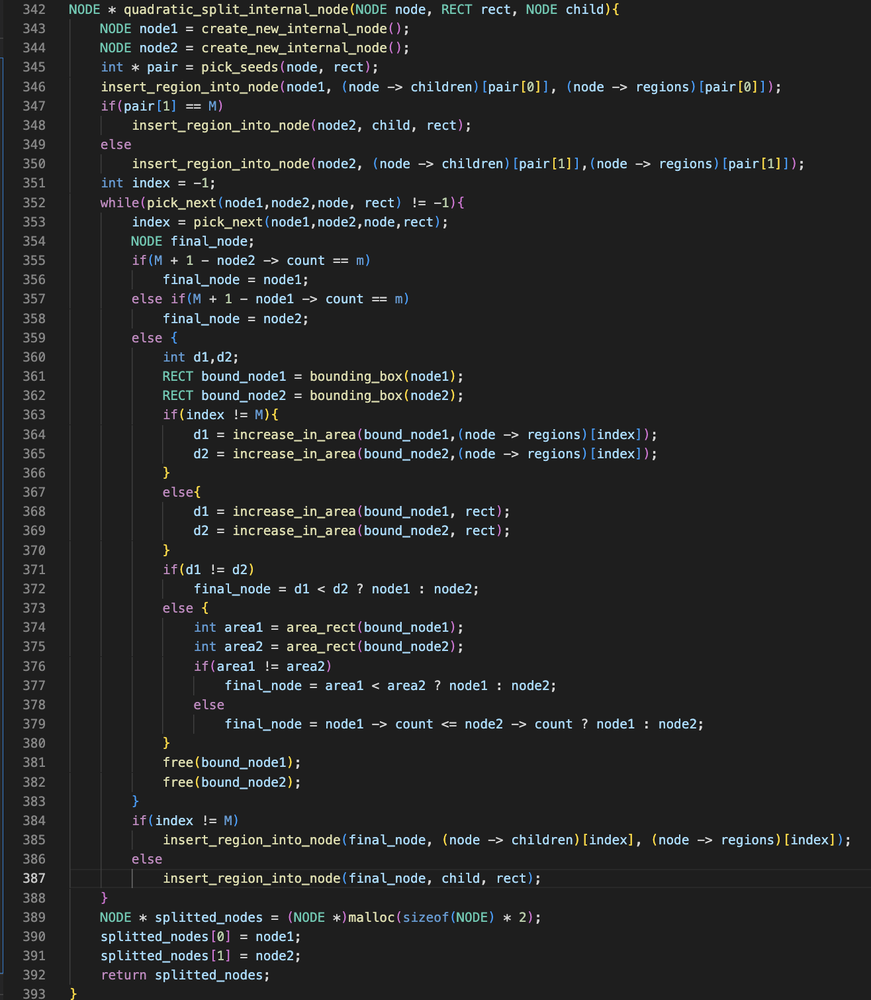 342 NODE * quadratic_split_internal_node(NODE node, RECT rect, NODE child){
343     NODE node1 = create_new_internal_node();
344     NODE node2 = create_new_internal_node();
345     int * pair = pick_seeds(node, rect);
346     insert_region_into_node(node1, (node -> children)[pair[0]], (node -> regions)[pair[0]]);
347     if(pair[1] == M)
348         insert_region_into_node(node2, child, rect);
349     else
350         insert_region_into_node(node2, (node -> children)[pair[1]],(node -> regions)[pair[1]]);
351     int index = -1;
352     while(pick_next(node1,node2,node, rect) != -1){
353         index = pick_next(node1,node2,node,rect);
354         NODE final_node;
355         if(M + 1 - node2 -> count == m)
356             final_node = node1;
357         else if(M + 1 - node1 -> count == m)
358             final_node = node2;
359         else {
360             int d1,d2;
361             RECT bound_node1 = bounding_box(node1);
362             RECT bound_node2 = bounding_box(node2);
363             if(index != M){
364                 d1 = increase_in_area(bound_node1,(node -> regions)[index]);
365                 d2 = increase_in_area(bound_node2,(node -> regions)[index]);
366             }
367             else{
368                 d1 = increase_in_area(bound_node1, rect);
369                 d2 = increase_in_area(bound_node2, rect);
370             }
371             if(d1 != d2)
372                 final_node = d1 < d2 ? node1 : node2;
373             else {
374                 int area1 = area_rect(bound_node1);
375                 int area2 = area_rect(bound_node2);
376                 if(area1 != area2)
377                     final_node = area1 < area2 ? node1 : node2;
378                 else
379                     final_node = node1 -> count <= node2 -> count ? node1 : node2;
380             }
381             free(bound_node1);
382             free(bound_node2);
383         }
384         if(index != M)
385             insert_region_into_node(final_node, (node -> children)[index], (node -> regions)[index]);
386         else
387             insert_region_into_node(final_node, child, rect);
388     }
389     NODE * splitted_nodes = (NODE *)malloc(sizeof(NODE) * 2);
390     splitted_nodes[0] = node1;
391     splitted_nodes[1] = node2;
392     return splitted_nodes;
393 }